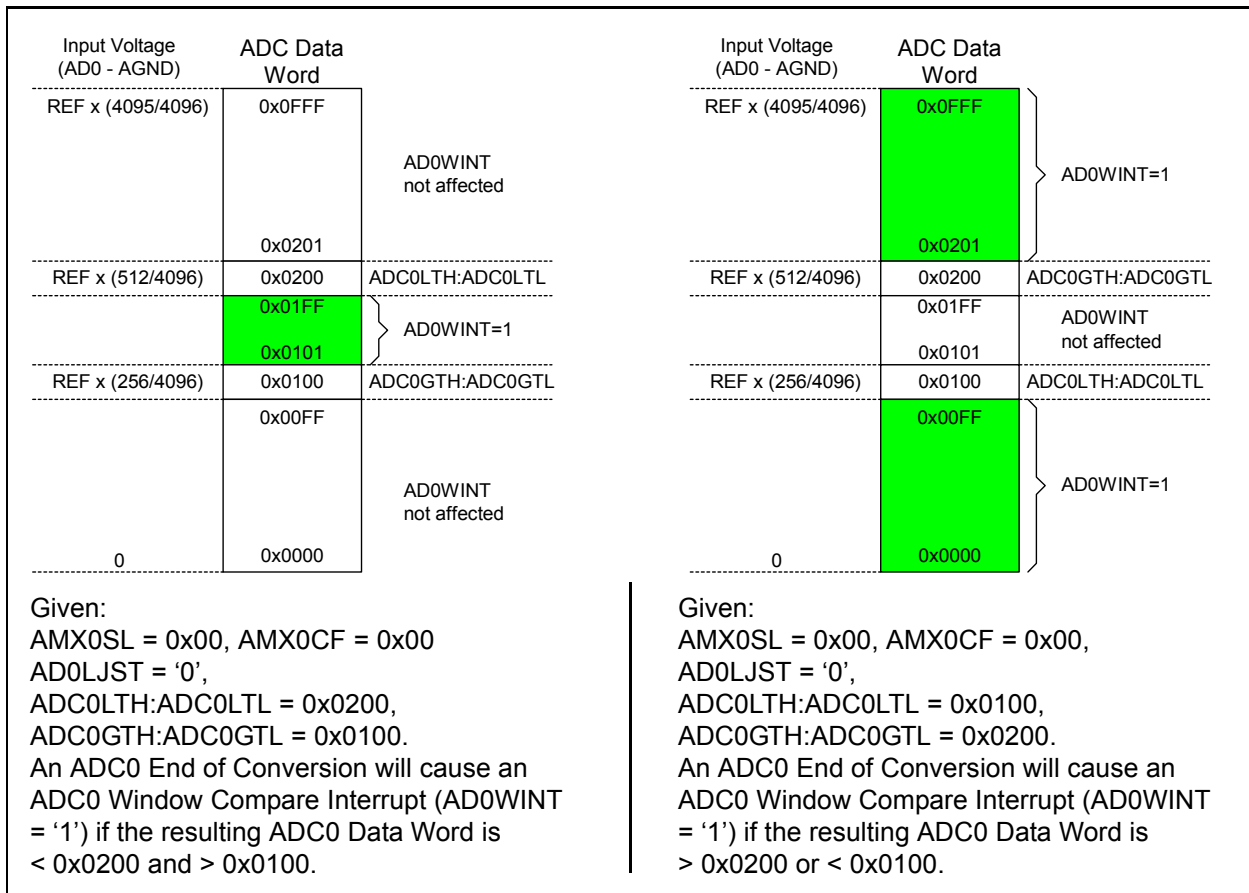 Input Voltage
(AD0 - AGND)
ADC Data
Word
REF x (4095/4096)
0x0FFF
AD0WINT
not affected
0x0201
REF x (512/4096)
0x0200
ADC0LTH:ADC0LTL
0x01FF
AD0WINT=1
0x0101
REF x (256/4096)
0x0100
ADC0GTH:ADC0GTL
0x00FF
AD0WINT
not affected
0
0x0000
Given:
AMX0SL = 0x00, AMX0CF = 0x00
AD0LJST = ‘0’,
ADC0LTH:ADC0LTL = 0x0200,
ADC0GTH:ADC0GTL = 0x0100.
An ADC0 End of Conversion will cause an
ADC0 Window Compare Interrupt (AD0WINT
= ‘1’) if the resulting ADC0 Data Word is
< 0x0200 and > 0x0100.
Input Voltage
(AD0 - AGND)
ADC Data
Word
REF x (4095/4096)
0x0FFF
AD0WINT=1
0x0201
REF x (512/4096)
0x0200
ADC0GTH:ADC0GTL
0x01FF
AD0WINT
not affected
0x0101
REF x (256/4096)
0x0100
ADC0LTH:ADC0LTL
0x00FF
AD0WINT=1
0
0x0000
Given:
AMX0SL = 0x00, AMX0CF = 0x00,
AD0LJST = ‘0’,
ADC0LTH:ADC0LTL = 0x0100,
ADC0GTH:ADC0GTL = 0x0200.
An ADC0 End of Conversion will cause an
ADC0 Window Compare Interrupt (AD0WINT
= ‘1’) if the resulting ADC0 Data Word is
> 0x0200 or < 0x0100.